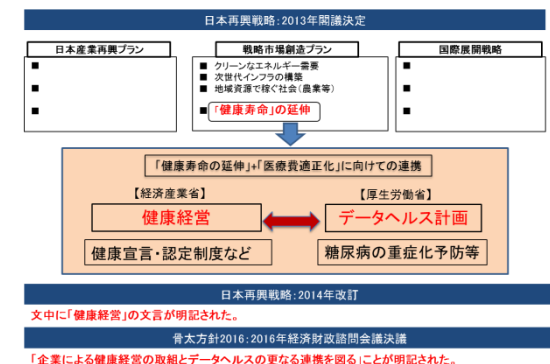 日本再興戦略:2013年閣議決定
日本産業再興プラン
■
■
■
戦略市場創造プラン
■ クリーンなエネルギー需要
■ 次世代インフラの構築
■ 地域資源で稼ぐ社会(農業等)
■ 「健康寿命」の延伸
国際展開戦略
■
■
■
「健康寿命の延伸」+「医療費適正化」に向けての連携
【経済産業省】
健康経営
健康宣言・認定制度など
【厚生労働省】
データヘルス計画
糖尿病の重症化予防等
日本再興戦略:2014年改訂
文中に「健康経営」の文言が明記された。
骨太方針2016:2016年経済財政諮問会議決議
「企業による健康経営の取組とデータヘルスの更なる連携を図る」ことが明記された。